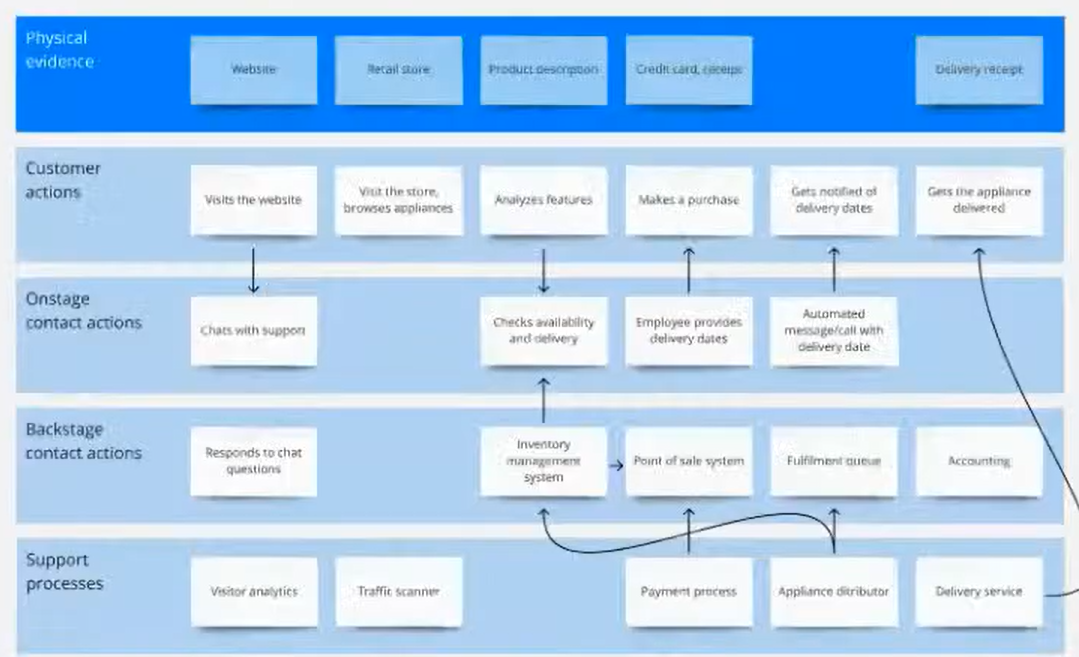 Physical
evidence
Website
Retail store
Product description
Credit card, receipt
Delivery receipt
Customer
actions
Visits the website
Visit the store,
browses appliances
Analyzes features
Makes a purchase
Gets notified of
delivery dates
Gets the appliance
delivered
Onstage
contact actions
Chats with support
Checks availability
and delivery
Employee provides
delivery dates
Automated
message/call with
delivery date
Backstage
contact actions
Responds to chat
questions
Inventory
management
system
Point of sale system
Fulfilment queue
Accounting
Support
processes
Visitor analytics
Traffic scanner
Payment process
Appliance ditributor
Delivery service